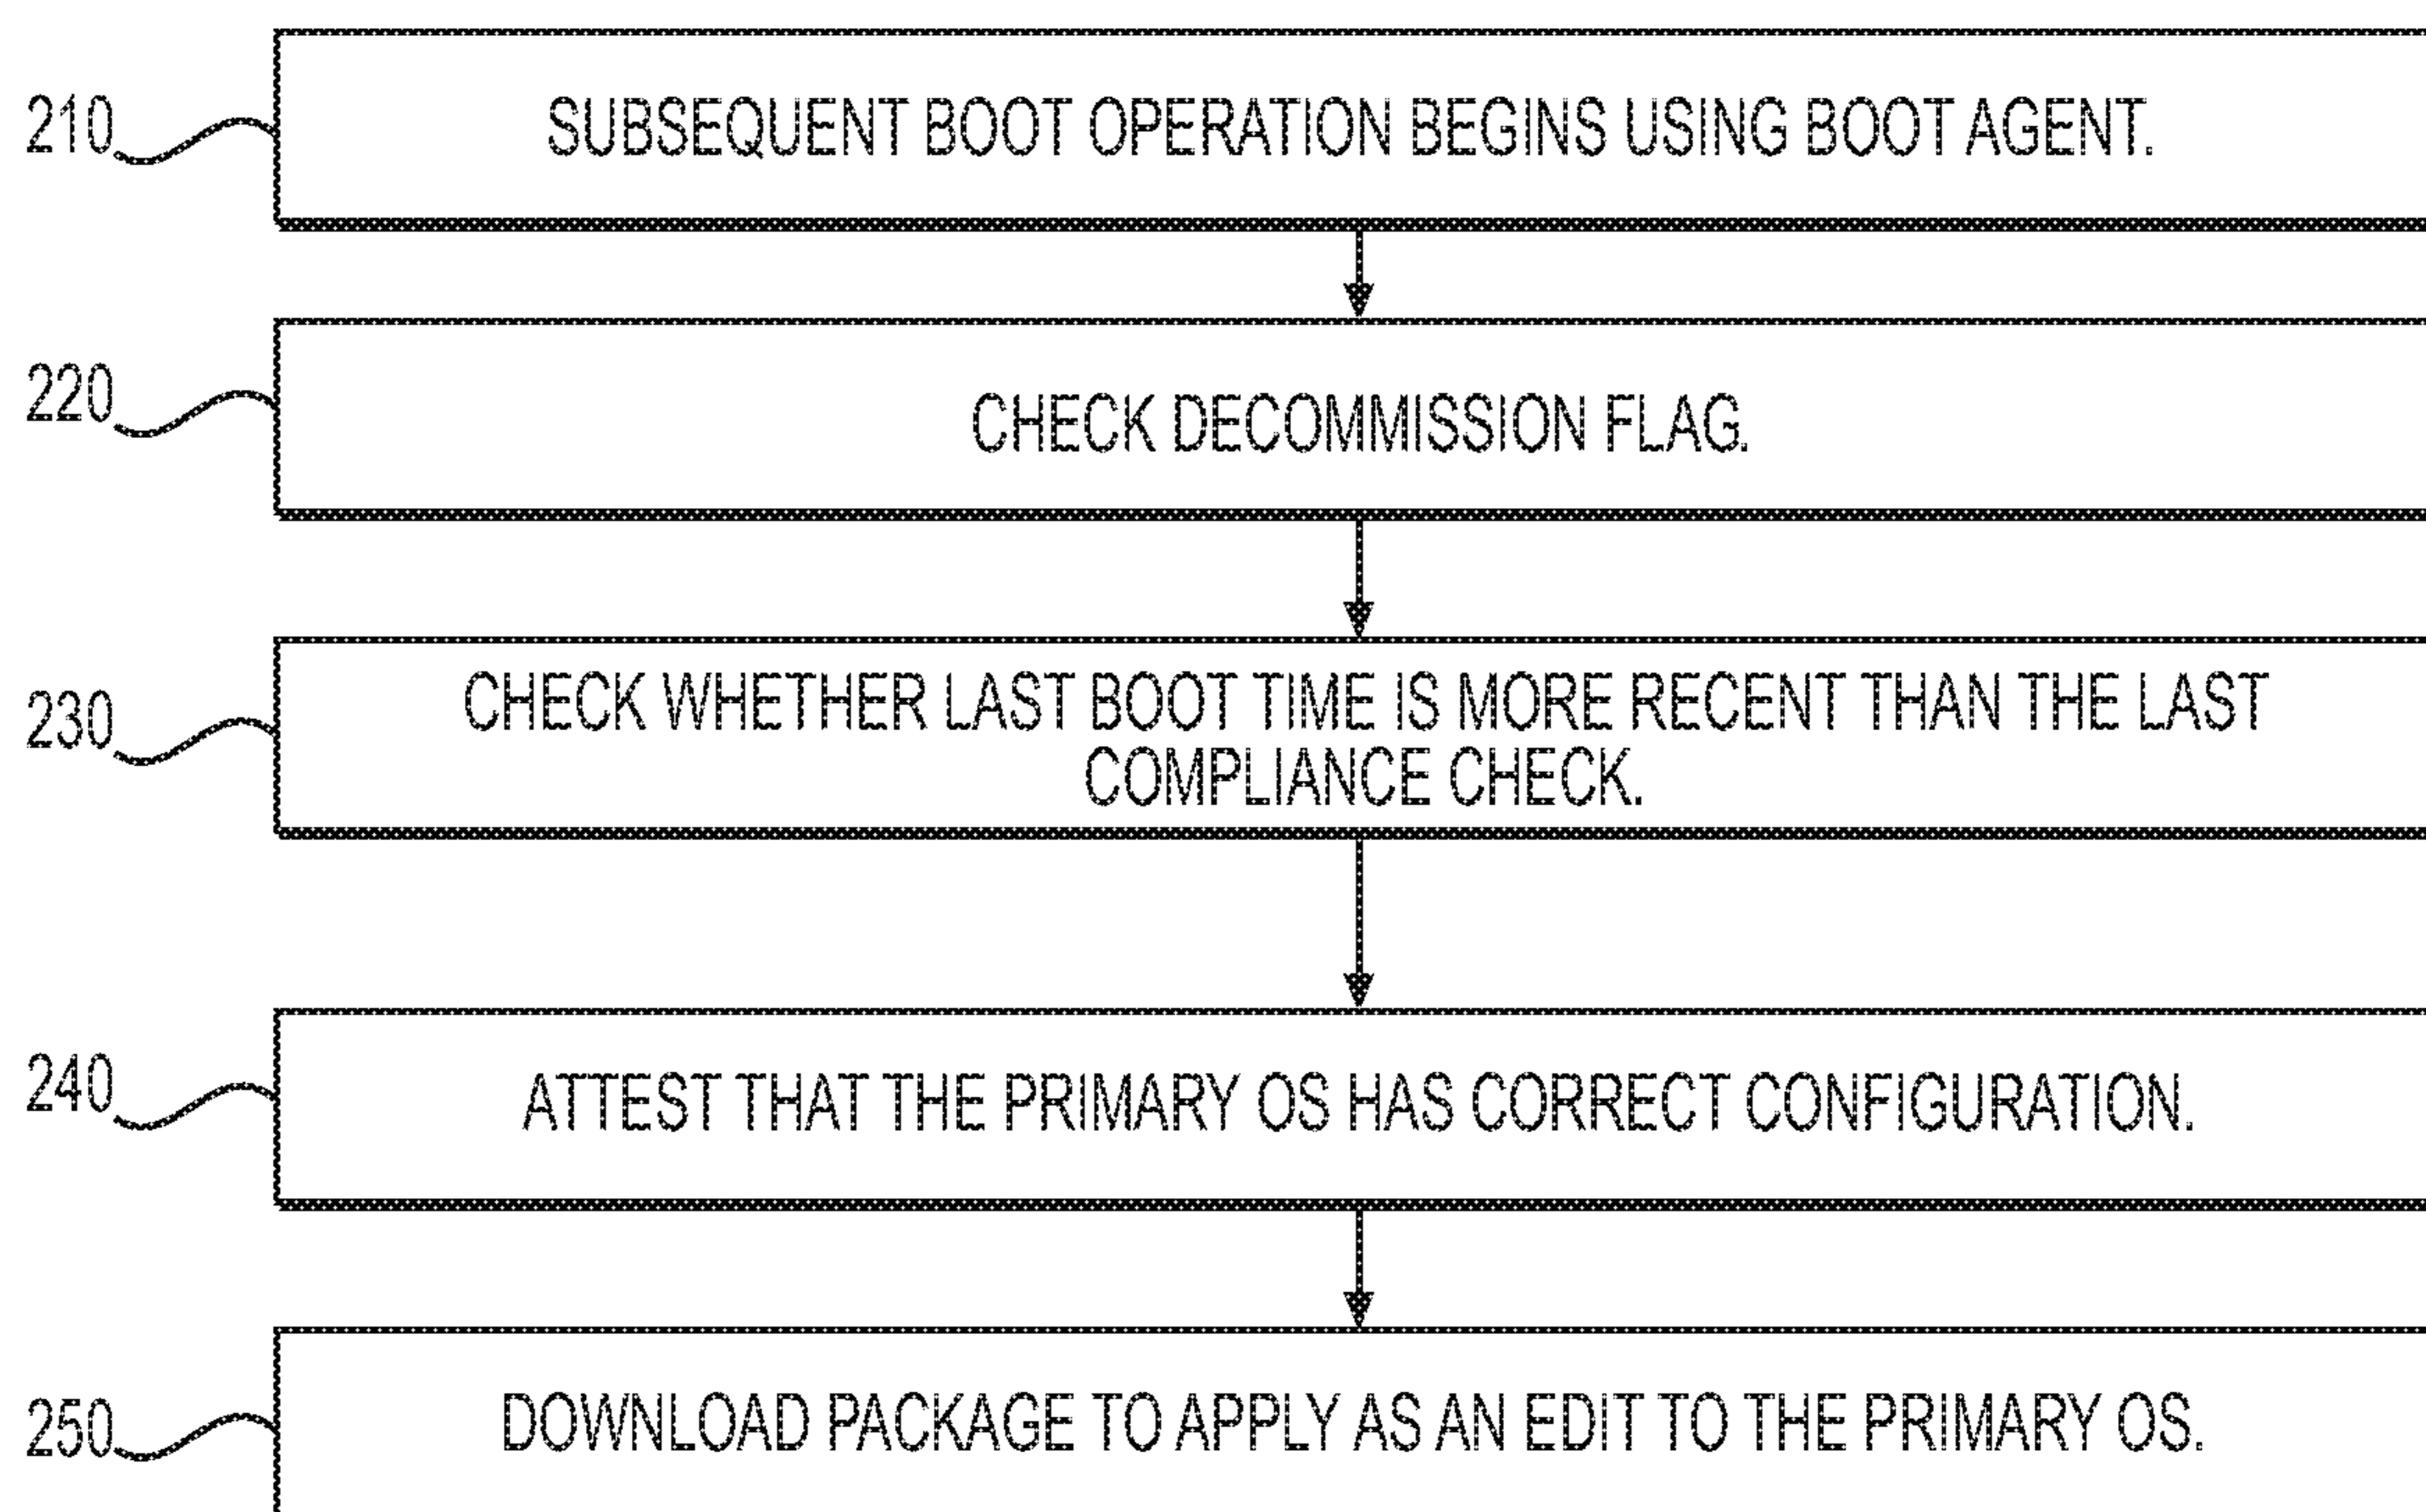 210
SUBSEQUENT BOOT OPERATION BEGINS USING BOOT AGENT.
220
CHECK DECOMMISSION FLAG.
230
CHECK WHETHER LAST BOOT TIME IS MORE RECENT THAN THE LAST
COMPLIANCE CHECK.
240
ATTEST THAT THE PRIMARY OS HAS CORRECT CONFIGURATION.
250
DOWNLOAD PACKAGE TO APPLY AS AN EDIT TO THE PRIMARY OS.